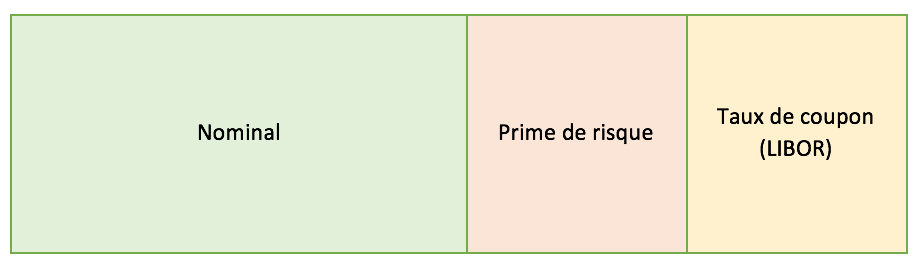 Nominal
Prime de risque
Taux de coupon
(LIBOR)